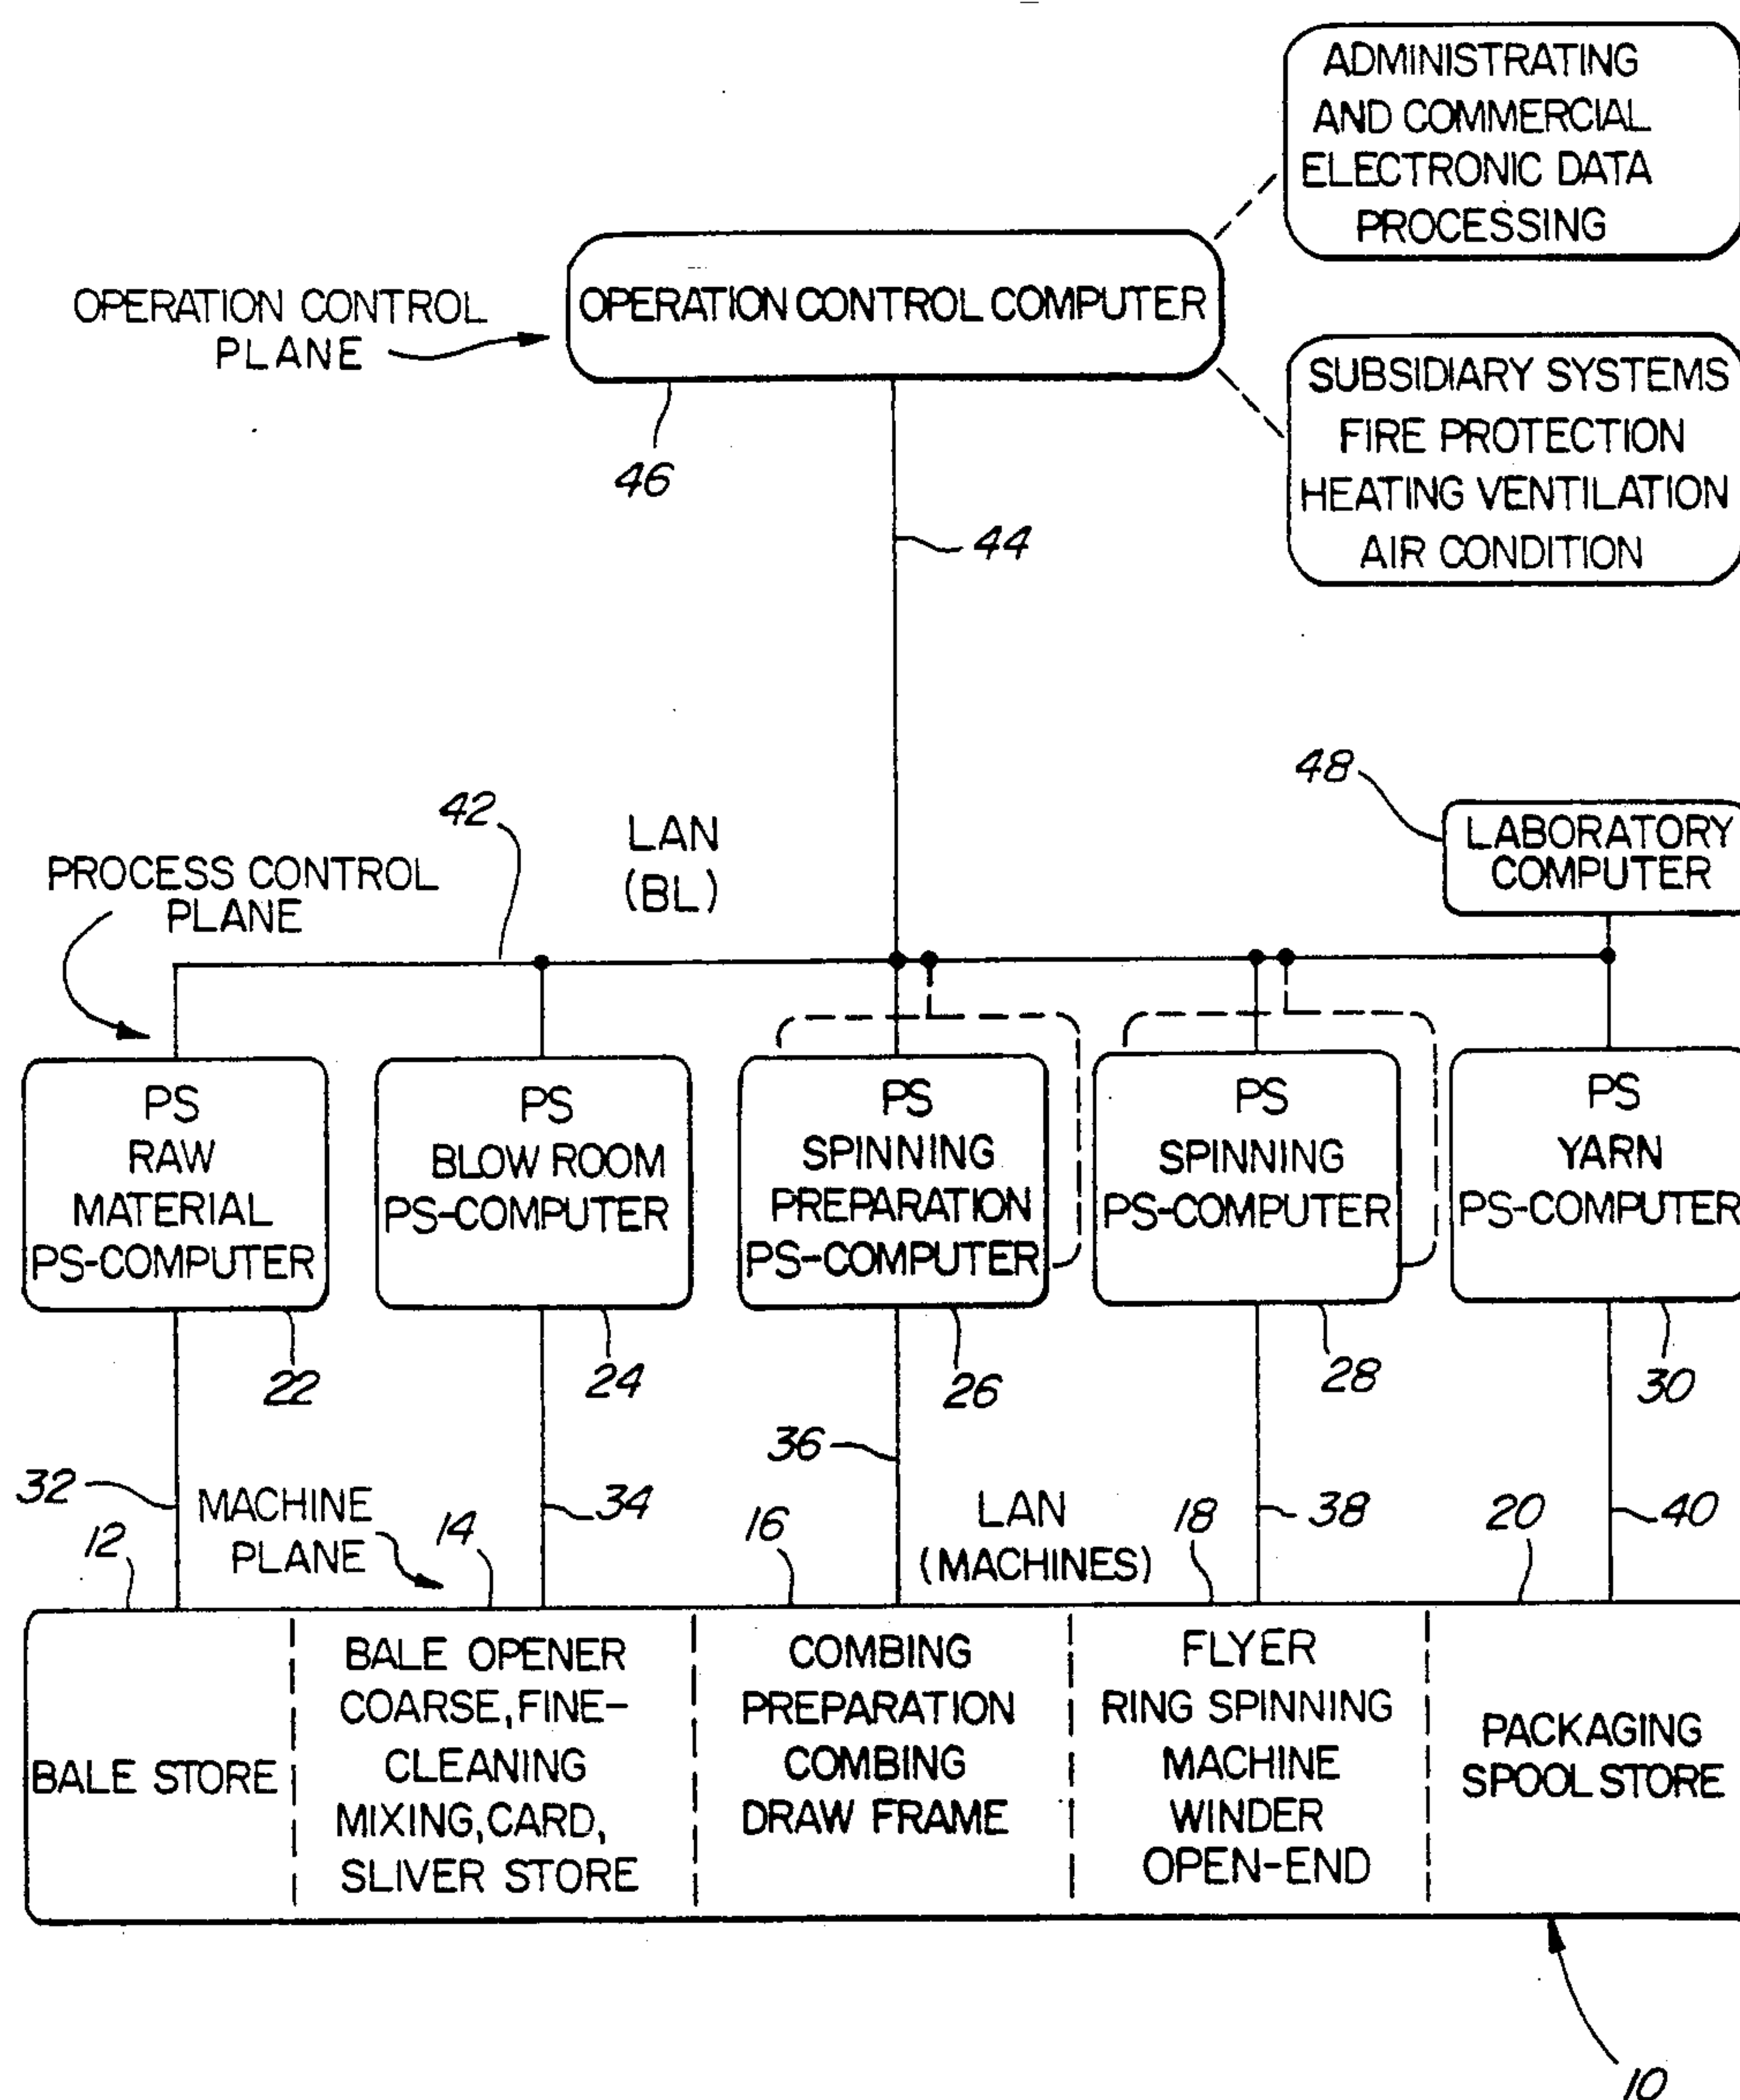 ADMINISTRATING
AND COMMERCIAL
ELECTRONIC DATA
PROCESSING
OPERATION CONTROL
PLANE
OPERATION CONTROL COMPUTER
46
SUBSIDIARY SYSTEMS
FIRE PROTECTION
HEATING VENTILATION
AIR CONDITION
44
48
LABORATORY
COMPUTER
42
LAN
(BL)
PROCESS CONTROL
PLANE
PS
RAW
MATERIAL
PS-COMPUTER
22
PS
BLOW ROOM
PS-COMPUTER
24
PS
SPINNING
PREPARATION
PS-COMPUTER
26
PS
SPINNING
PS-COMPUTER
28
PS
YARN
PS-COMPUTER
30
32
MACHINE
PLANE
34
36
LAN
(MACHINES)
38
40
12
14
16
18
20
BALE STORE
BALE OPENER
COARSE, FINE-
CLEANING
MIXING, CARD,
SLIVER STORE
COMBING
PREPARATION
COMBING
DRAW FRAME
FLYER
RING SPINNING
MACHINE
WINDER
OPEN-END
PACKAGING
SPOOL STORE
10